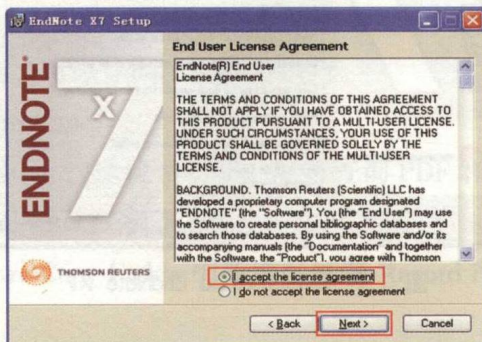 EndNote X7 Setup
End User License Agreement
ENDNOTE
X
7
THOMSON REUTERS
EndNote(R) End User
License Agreement
THE TERMS AND CONDITIONS OF THIS AGREEMENT
SHALL NOT APPLY IF YOU HAVE OBTAINED ACCESS TO
THIS PRODUCT PURSUANT TO A MULTI-USER LICENSE.
UNDER SUCH CIRCUMSTANCES, YOUR USE OF THIS
PRODUCT SHALL BE GOVERNED SOLELY BY THE
TERMS AND CONDITIONS OF THE MULTI-USER
LICENSE.
BACKGROUND. Thomson Reuters (Scientific) LLC has
developed a proprietary computer program designated
"ENDNOTE" (the "Software"). You (the "End User") may use
the Software to create personal bibliographic databases and
to search those databases. By using the Software and/or its
accompanying manuals (the "Documentation" and together
with the Software, the "Product"), you agree with Thomson
I accept the license agreement
I do not accept the license agreement
< Back
Next >
Cancel